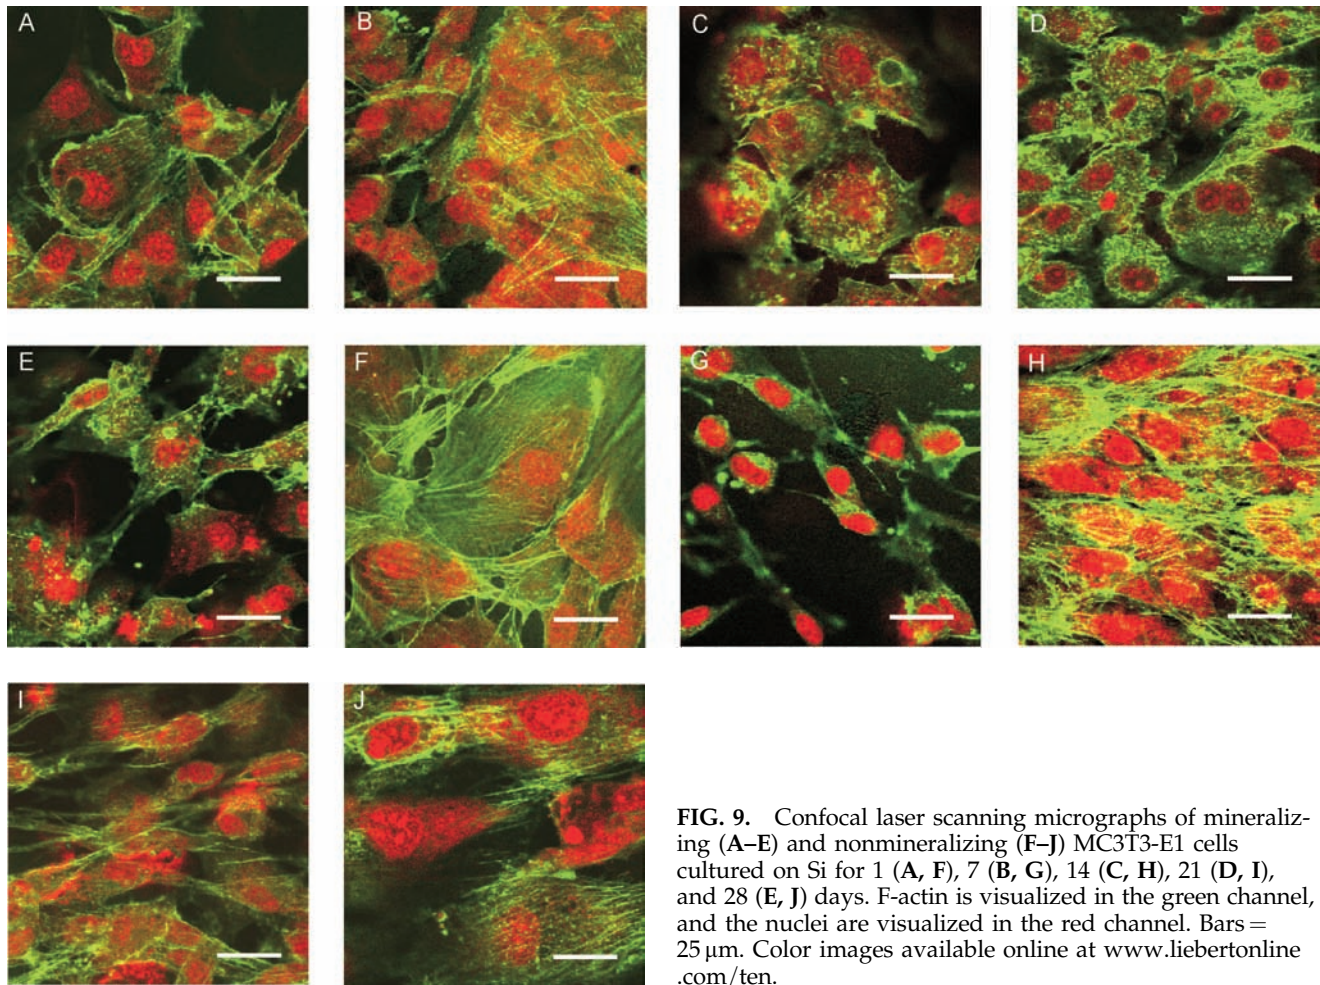 A
B
C
D
E
F
G
H
I
J
FIG. 9. Confocal laser scanning micrographs of mineraliz-
ing (A–E) and nonmineralizing (F–J) MC3T3-E1 cells
cultured on Si for 1 (A, F), 7 (B, G), 14 (C, H), 21 (D, I),
and 28 (E, J) days. F-actin is visualized in the green channel,
and the nuclei are visualized in the red channel. Bars =
25 μm. Color images available online at www.liebertonline
.com/ten.